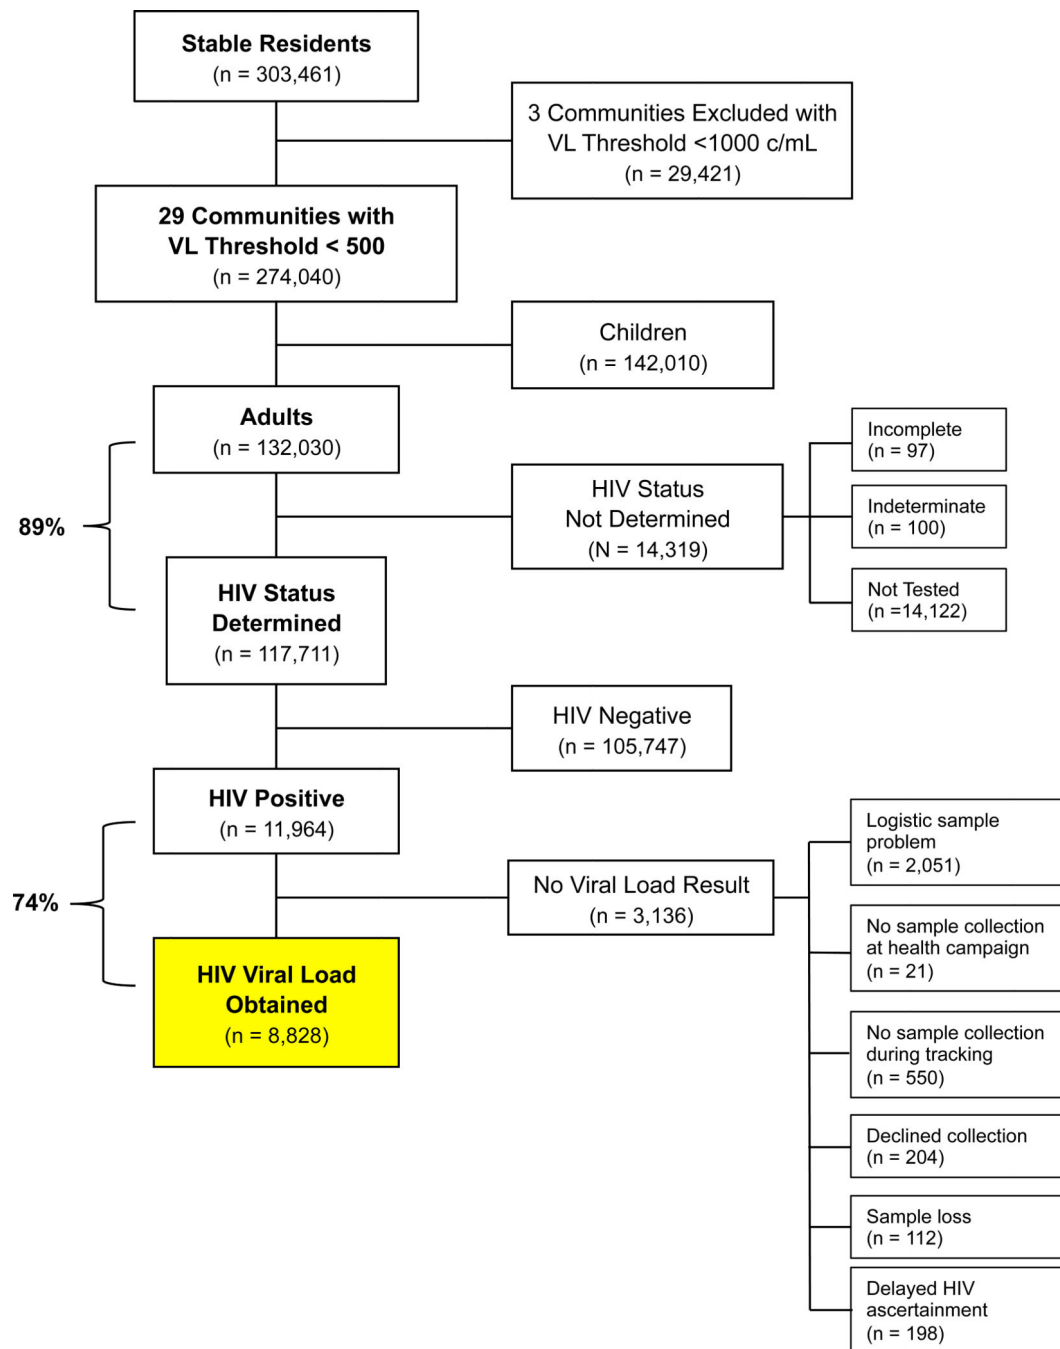 Stable Residents
(n = 303,461)
3 Communities Excluded with
VL Threshold <1000 c/mL
(n = 29,421)
29 Communities with
VL Threshold < 500
(n = 274,040)
Children
(n = 142,010)
Adults
(n = 132,030)
89%
HIV Status
Not Determined
(N = 14,319)
Incomplete
(n = 97)
Indeterminate
(n = 100)
Not Tested
(n =14,122)
HIV Status
Determined
(n = 117,711)
HIV Negative
(n = 105,747)
HIV Positive
(n = 11,964)
74%
No Viral Load Result
(n = 3,136)
Logistic sample
problem
(n = 2,051)
No sample collection
at health campaign
(n = 21)
No sample collection
during tracking
(n = 550)
Declined collection
(n = 204)
Sample loss
(n = 112)
Delayed HIV
ascertainment
(n = 198)
HIV Viral Load
Obtained
(n = 8,828)